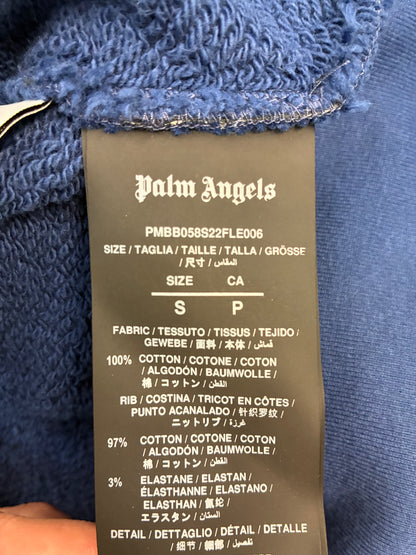 Palm Angels
PMBB058S22FLE006
SIZE / TAGLIA / TAILLE / TALLA / GRÖSSE
/ 尺寸 / المقاس
SIZE CA
S P
FABRIC / TESSUTO / TISSUS / TEJIDO /
GEWEBE / 面料 / 本体 / قماش
100% COTTON / COTONE / COTON
/ ALGODÓN / BAUMWOLLE /
棉 / コットン / القطن
RIB / COSTINA / TRICOT EN CÔTES /
PUNTO ACANALADO / 针织罗纹 /
ニットリブ / غرزة
97% COTTON / COTONE / COTON
/ ALGODÓN / BAUMWOLLE /
棉 / コットン / القطن
3% ELASTANE / ELASTAN /
ÉLASTHANNE / ELASTANO /
ELASTHAN / 氨纶 /
エラスタン / الستان
DETAIL / DETTAGLIO / DÉTAIL / DETALLE
/ 细节 / 細部 /